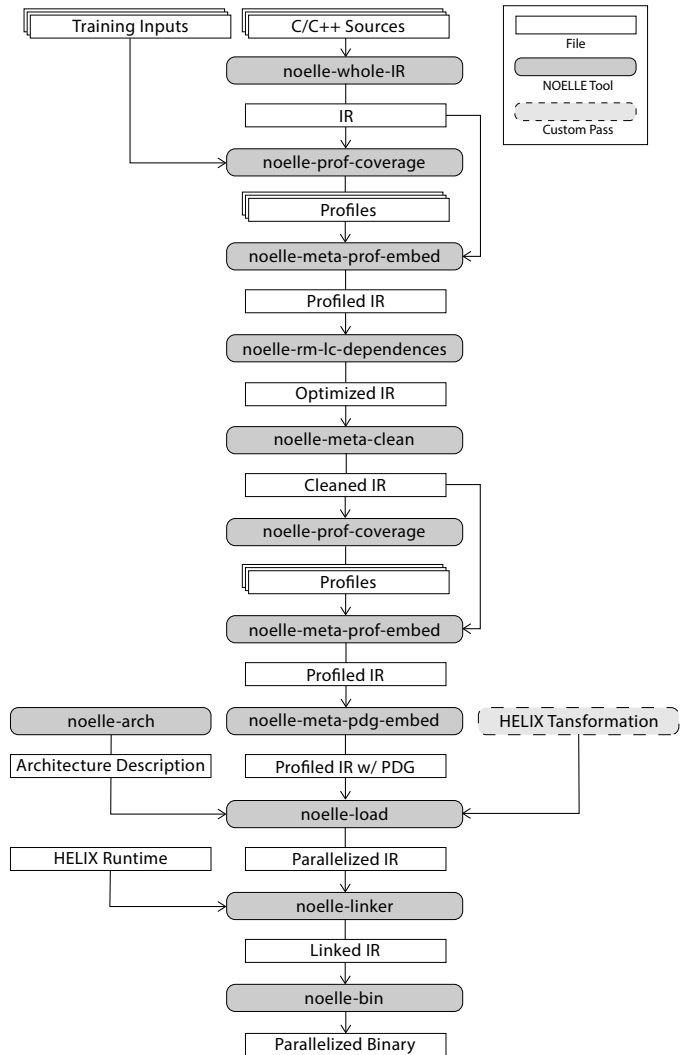 Training Inputs
C/C++ Sources
File
noelle-whole-IR
NOELLE Tool
IR
Custom Pass
noelle-prof-coverage
Profiles
noelle-meta-prof-embed
Profiled IR
noelle-rm-lc-dependences
Optimized IR
noelle-meta-clean
Cleaned IR
noelle-prof-coverage
Profiles
noelle-meta-prof-embed
Profiled IR
noelle-arch
noelle-meta-pdg-embed
HELIX Tansformation
Architecture Description
Profiled IR w/ PDG
noelle-load
HELIX Runtime
Parallelized IR
noelle-linker
Linked IR
noelle-bin
Parallelized Binary